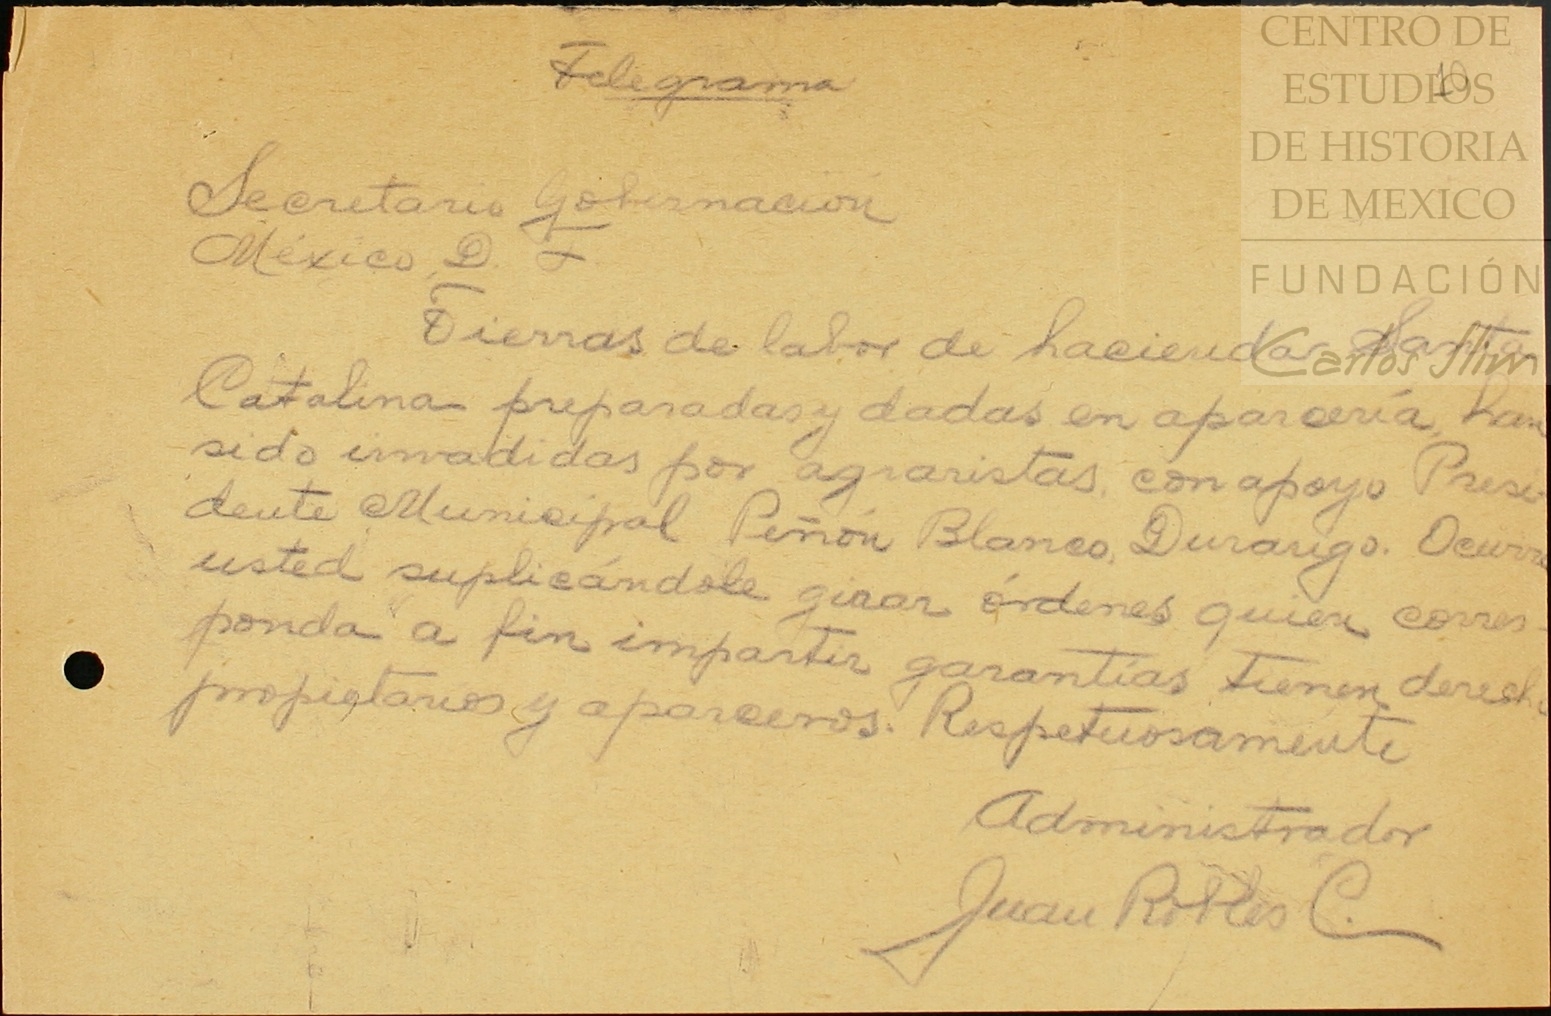 Telegrama
10
CENTRO DE
ESTUDIOS
DE HISTORIA
DE MEXICO
FUNDACIÓN
Carlos Slim
Secretario Gobernación
México D. F
Tierras de labor de hacienda Santa
Catalina preparadas y dadas en aparcería, han
sido invadidas por agraristas, con apoyo Presi-
dente Municipal Peñón Blanco, Durango. Ocurro
usted suplicándole girar órdenes quien corres-
ponda a fin impartir garantías tienen derecho
propietarios y aparceros. Respetuosamente
Administrador
Juan Robles C.